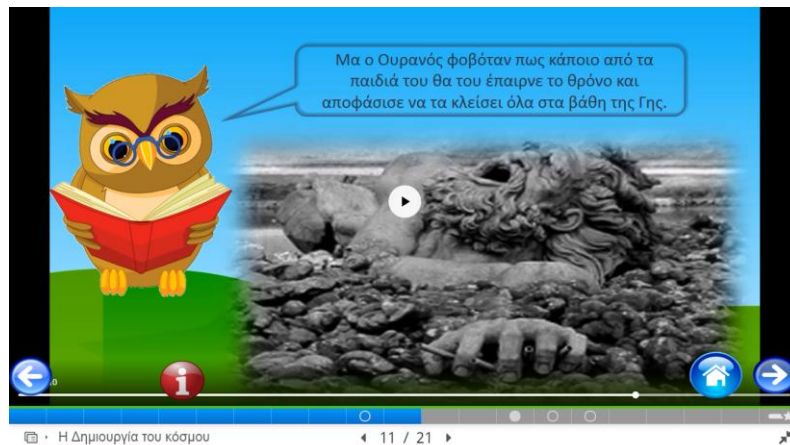 Μα ο Ουρανός φοβόταν πως κάποιο από τα
παιδιά του θα του έπαιρνε το θρόνο και
αποφάσισε να τα κλείσει όλα στα βάθη της Γης.
i
.0
Η Δημιουργία του κόσμου
11 / 21